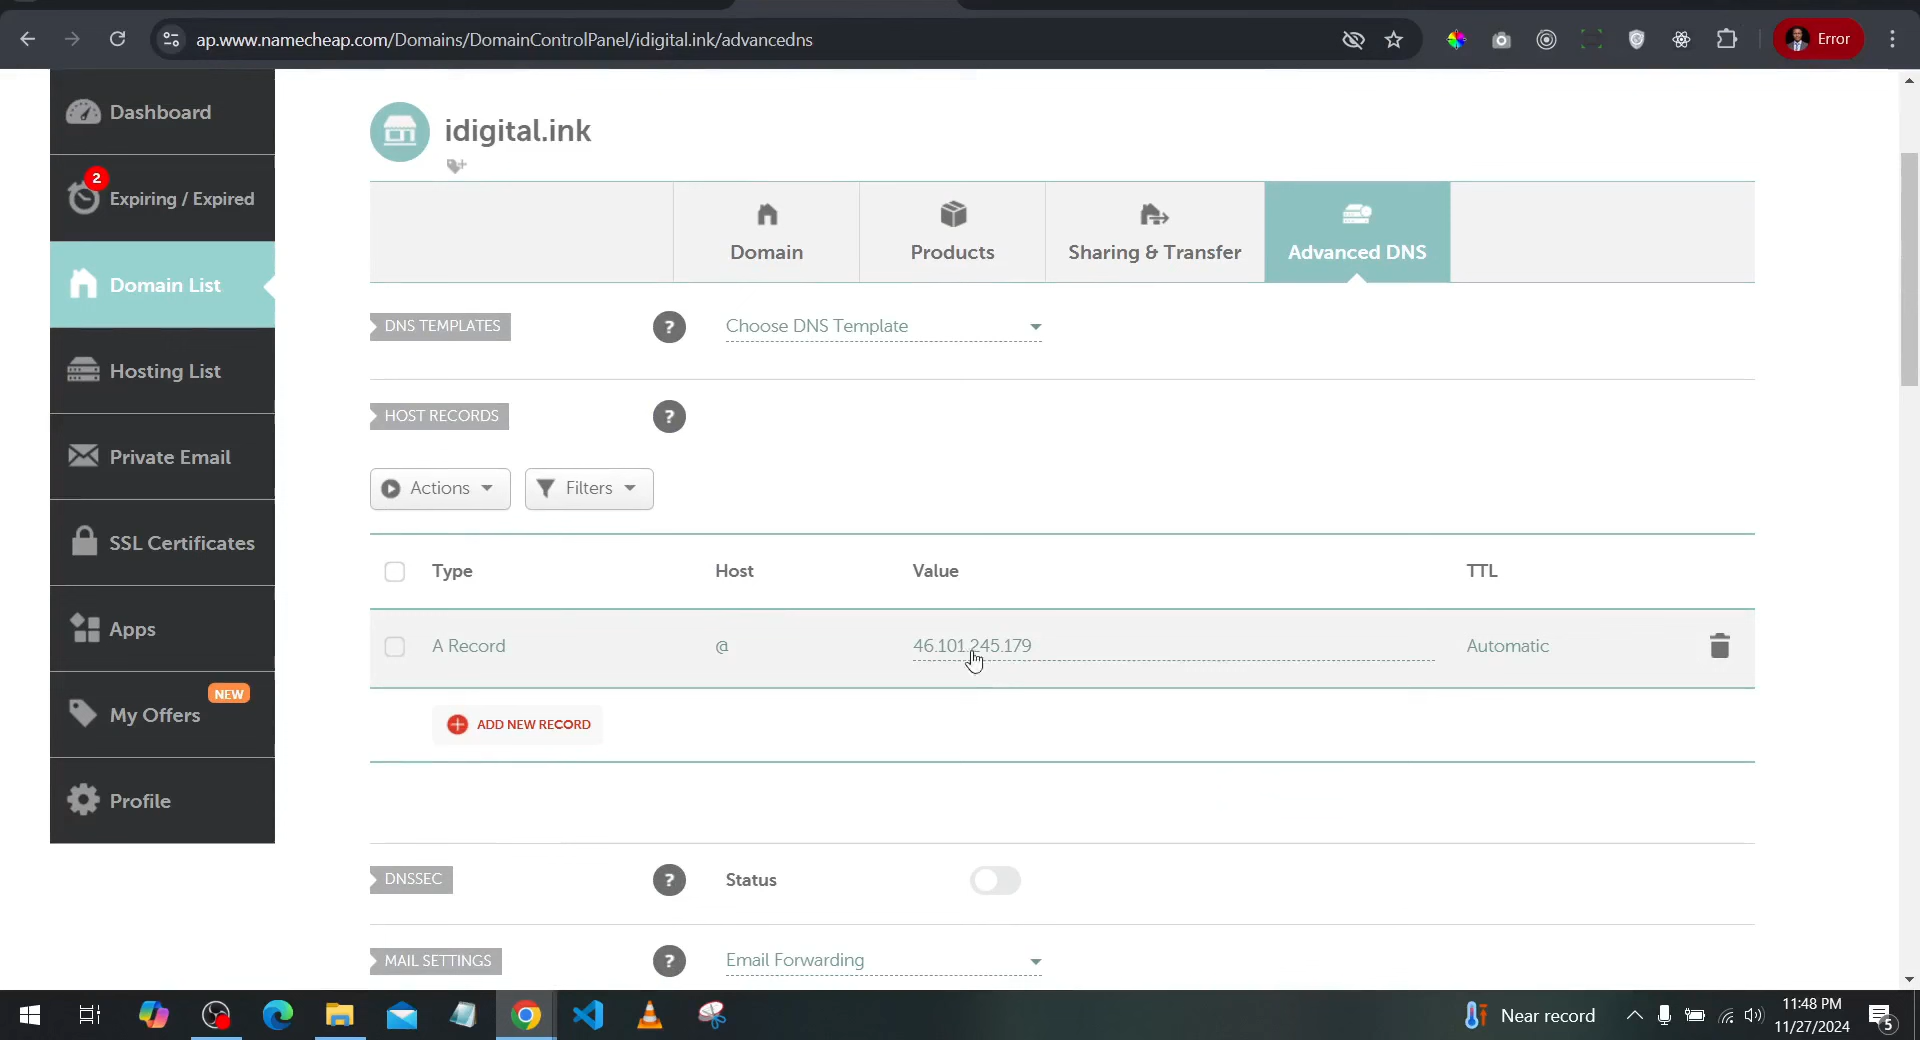 ap.www.namecheap.com/Domains/DomainControlPanel/idigital.ink/advancedns
Error
Dashboard
2
Expiring / Expired
Domain List
Hosting List
Private Email
SSL Certificates
Apps
NEW
My Offers
Profile
idigital.ink
Domain
Products
Sharing & Transfer
Advanced DNS
DNS TEMPLATES
?
Choose DNS Template
HOST RECORDS
?
Actions
Filters
Type Host Value TTL
A Record @ 46.101.245.179 Automatic
ADD NEW RECORD
DNSSEC
?
Status
MAIL SETTINGS
?
Email Forwarding
Near record
11:48 PM
11/27/2024
5